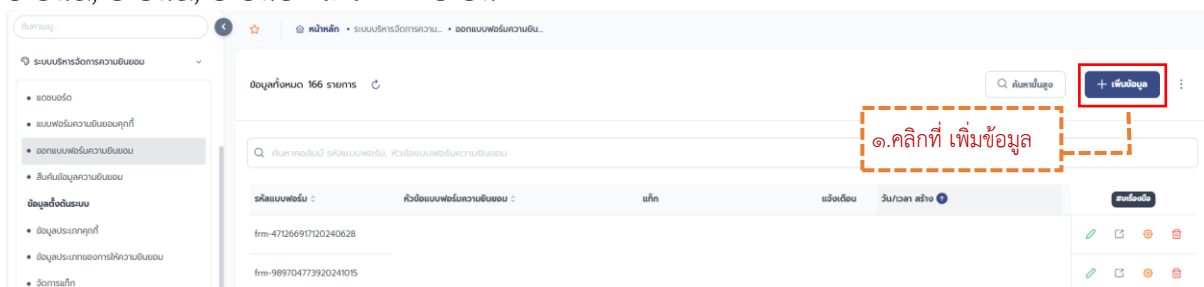 ค้นหาเมนู...
หน้าหลัก • ระบบบริหารจัดการความ... • ออกแบบฟอร์มความยิน...
ระบบบริหารจัดการความยินยอม
ข้อมูลทั้งหมด 166 รายการ
ค้นหาขั้นสูง
+ เพิ่มข้อมูล
• แดชบอร์ด
• แบบฟอร์มความยินยอมคุกกี้
• ออกแบบฟอร์มความยินยอม
• สืบค้นข้อมูลความยินยอม
ข้อมูลตั้งต้นระบบ
• ข้อมูลประเภทคุกกี้
• ข้อมูลประเภทของการให้ความยินยอม
• จัดการแท็ก
๑.คลิกที่ เพิ่มข้อมูล
ค้นหาคอลัมน์ รหัสแบบฟอร์ม, หัวข้อแบบฟอร์มความยินยอม
รหัสแบบฟอร์ม หัวข้อแบบฟอร์มความยินยอม แท็ก แจ้งเตือน วัน/เวลา สร้าง #เครื่องมือ
frm-471266917120240628
frm-989704773920241015